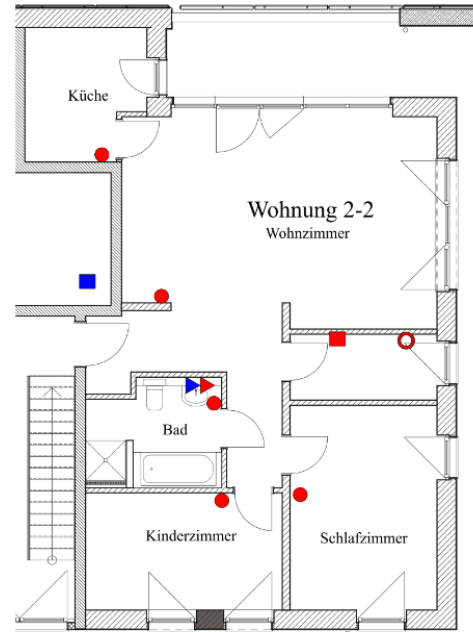 Küche
Wohnung 2-2
Wohnzimmer
Bad
Kinderzimmer
Schlafzimmer